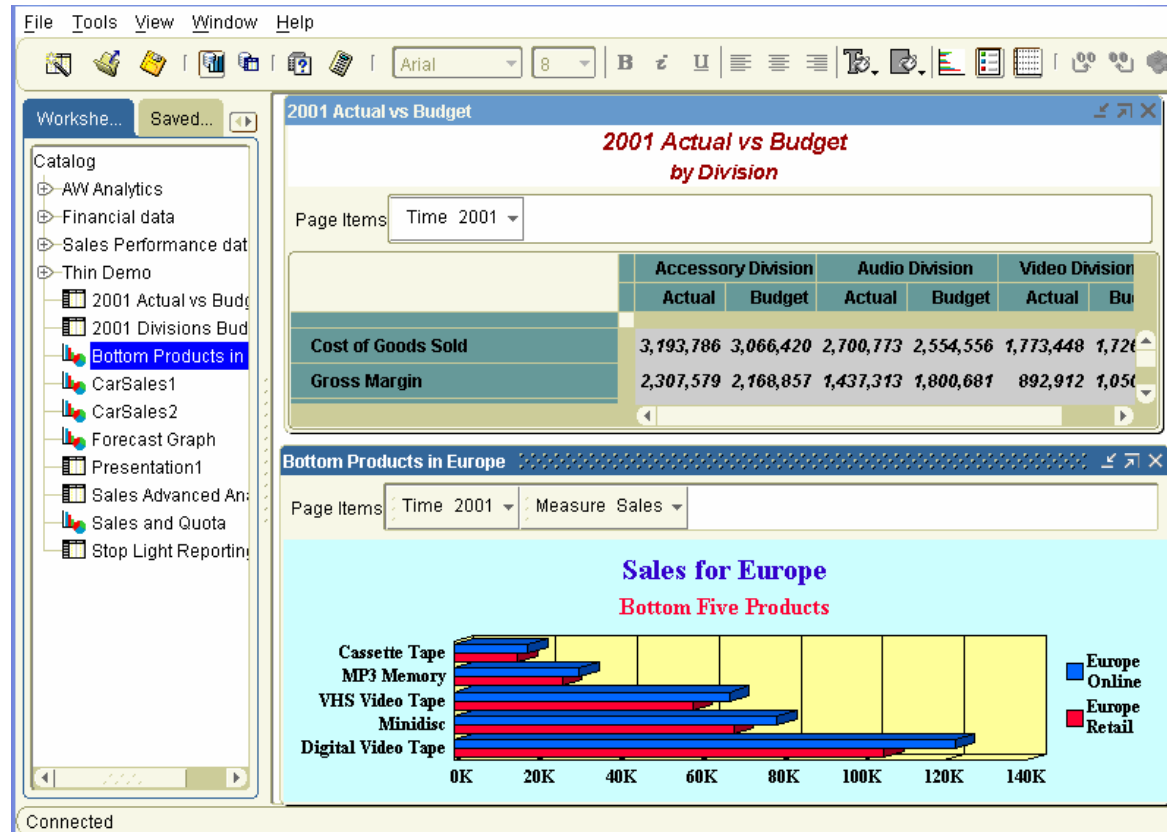 File Tools View Window Help
Arial 8 B i U
Workshe... Saved...
Catalog
AW Analytics
Financial data
Sales Performance dat
Thin Demo
2001 Actual vs Budg
2001 Divisions Bud
Bottom Products in
CarSales1
CarSales2
Forecast Graph
Presentation1
Sales Advanced Ana
Sales and Quota
Stop Light Reporting
2001 Actual vs Budget
2001 Actual vs Budget
by Division
Page Items Time 2001
Accessory Division Audio Division Video Division
Actual Budget Actual Budget Actual Bu
Cost of Goods Sold 3,193,786 3,066,420 2,700,773 2,554,556 1,773,448 1,726
Gross Margin 2,307,579 2,168,857 1,437,313 1,800,681 892,912 1,050
Bottom Products in Europe
Page Items Time 2001 Measure Sales
Sales for Europe
Bottom Five Products
Cassette Tape
MP3 Memory
VHS Video Tape
Minidisc
Digital Video Tape
0K 20K 40K 60K 80K 100K 120K 140K
Europe
Online
Europe
Retail
Connected